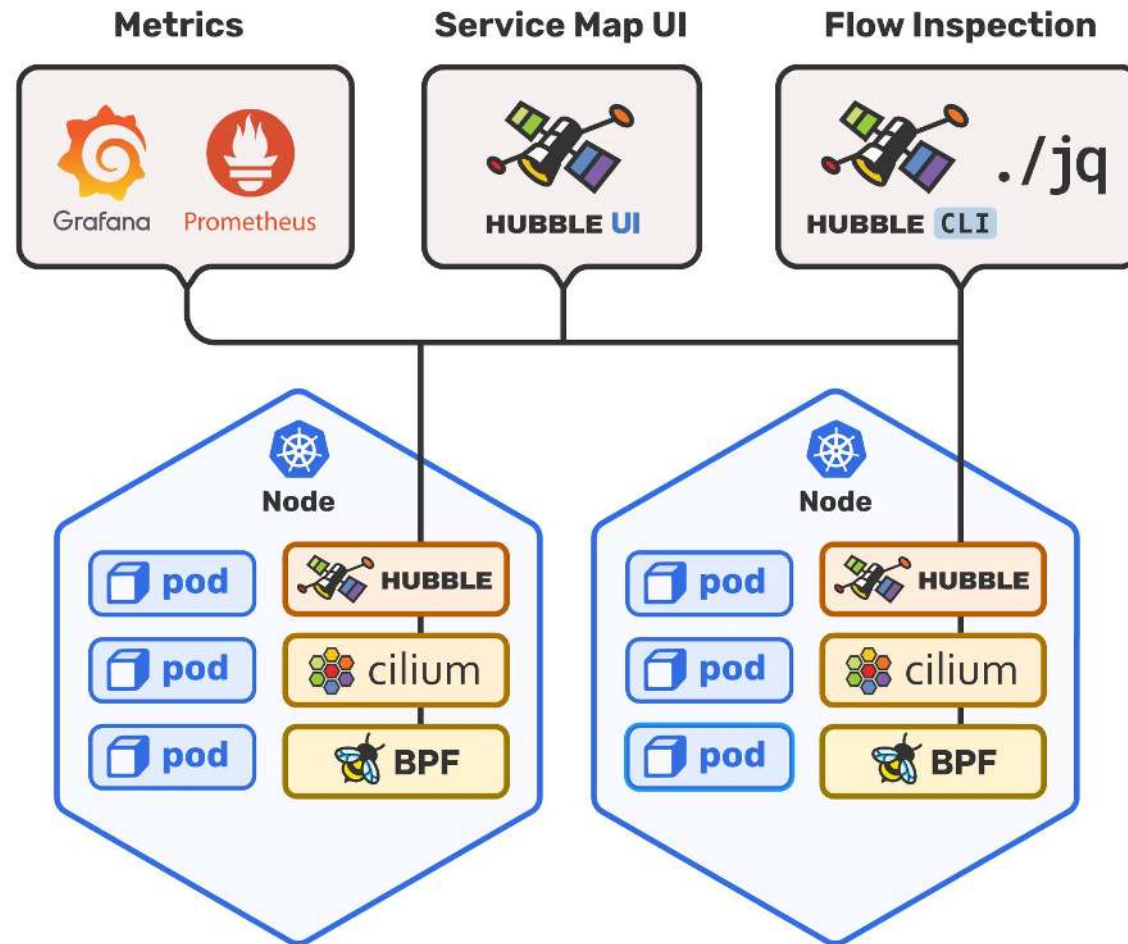 Metrics
Service Map UI
Flow Inspection
Grafana
Prometheus
HUBBLE UI
./jq
HUBBLE CLI
Node
pod
HUBBLE
pod
cilium
pod
BPF
Node
pod
HUBBLE
pod
cilium
pod
BPF